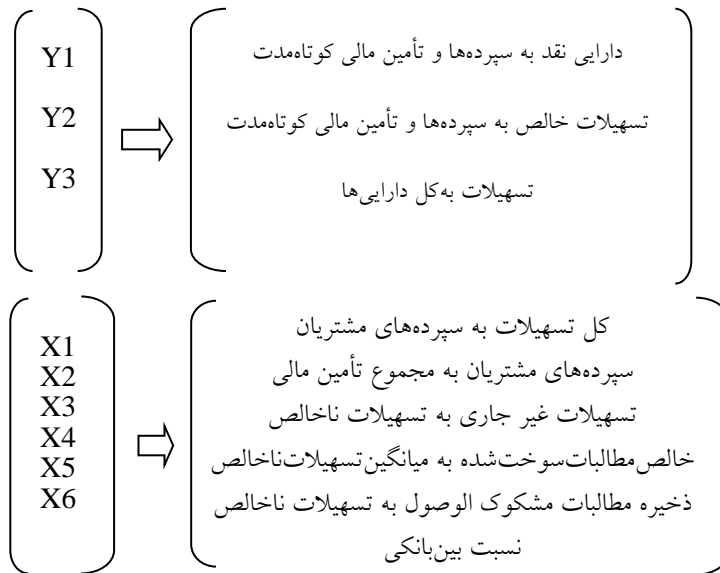 Y1
دارایی نقد به سپرده‌ها و تأمین مالی کوتاه‌مدت
Y2
تسهیلات خالص به سپرده‌ها و تأمین مالی کوتاه‌مدت
Y3
تسهیلات به‌کل دارایی‌ها
X1
کل تسهیلات به سپرده‌های مشتریان
X2
سپرده‌های مشتریان به مجموع تأمین مالی
X3
تسهیلات غیر جاری به تسهیلات ناخالص
X4
خالص‌مطالبات‌سوخت‌شده به میانگین‌تسهیلات‌ناخالص
X5
ذخیره مطالبات مشکوک الوصول به تسهیلات ناخالص
X6
نسبت بین‌بانکی